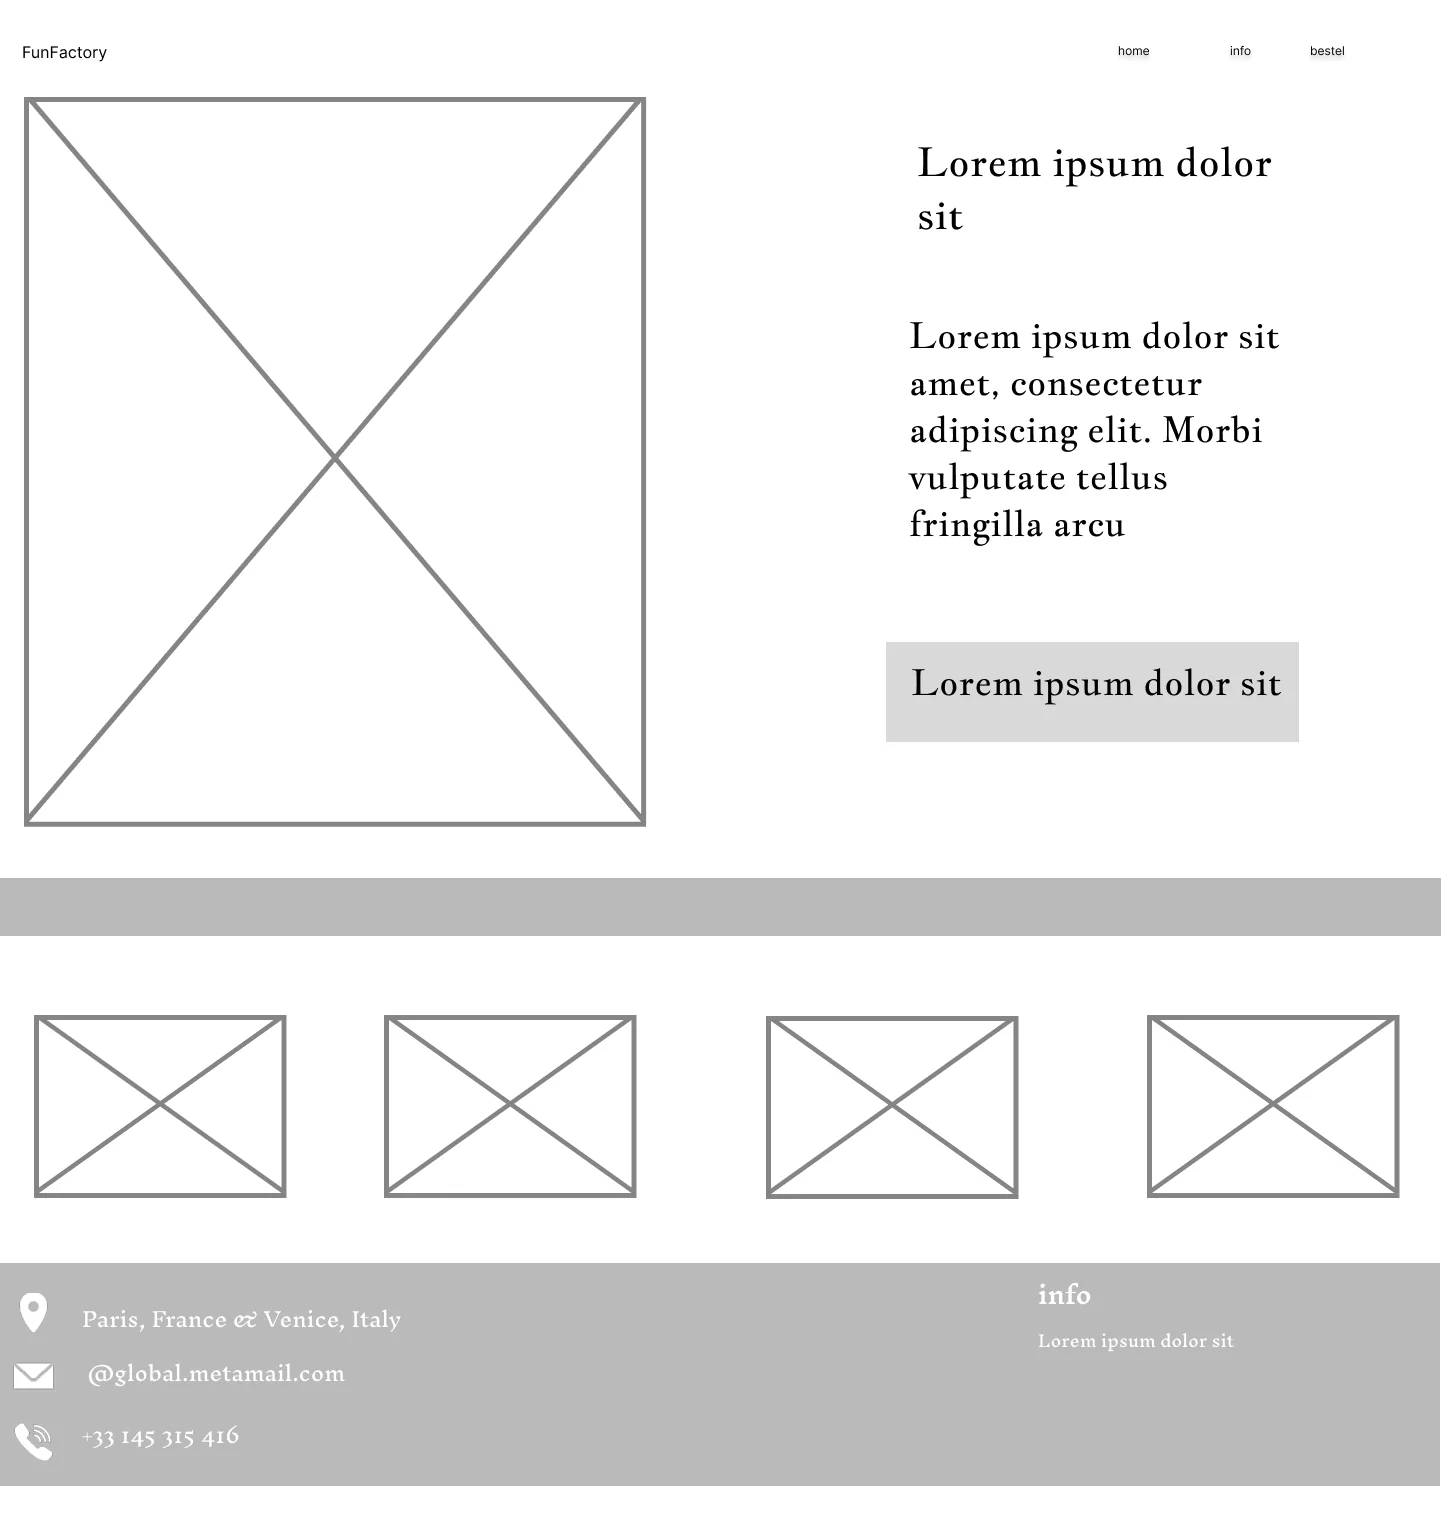 FunFactory
home
info
bestel
Lorem ipsum dolor
sit
Lorem ipsum dolor sit
amet, consectetur
adipiscing elit. Morbi
vulputate tellus
fringilla arcu
Lorem ipsum dolor sit
Paris, France & Venice, Italy
@global.metamail.com
+33 145 315 416
info
Lorem ipsum dolor sit